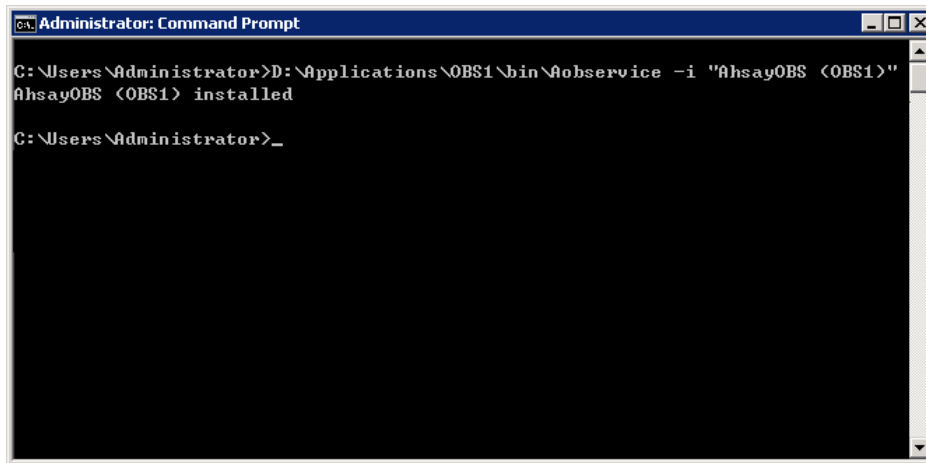 Administrator: Command Prompt
C:\Users\Administrator>D:\Applications\OBS1\bin\Aobservice -i "AhsayOBS (OBS1)"
AhsayOBS (OBS1) installed
C:\Users\Administrator>_